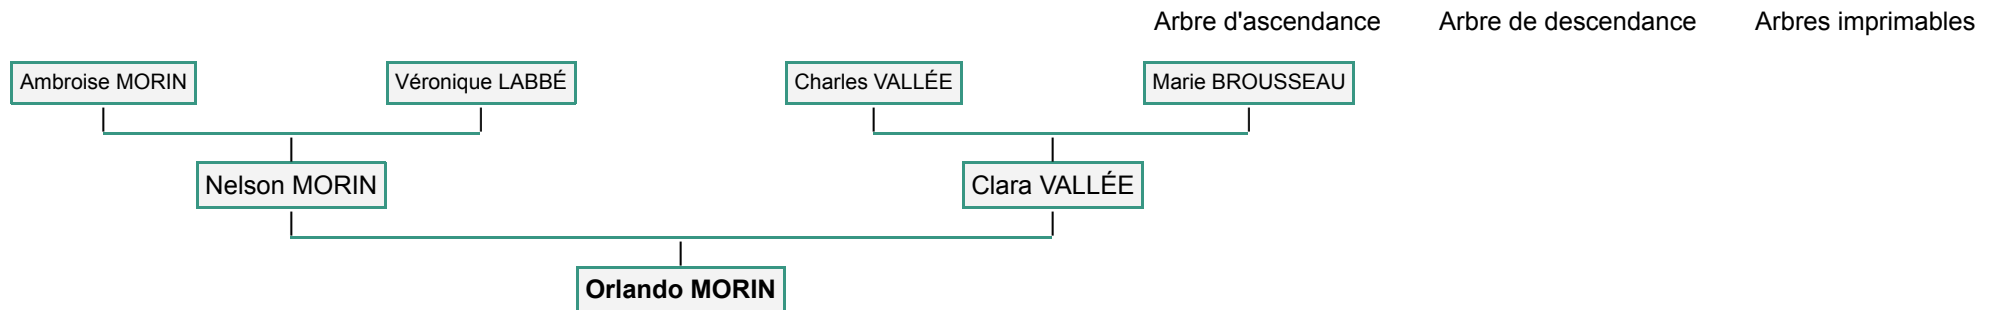 Arbre d'ascendance Arbre de descendance Arbres imprimables
Ambroise MORIN Véronique LABBÉ Charles VALLÉE Marie BROUSSEAU
Nelson MORIN Clara VALLÉE
Orlando MORIN